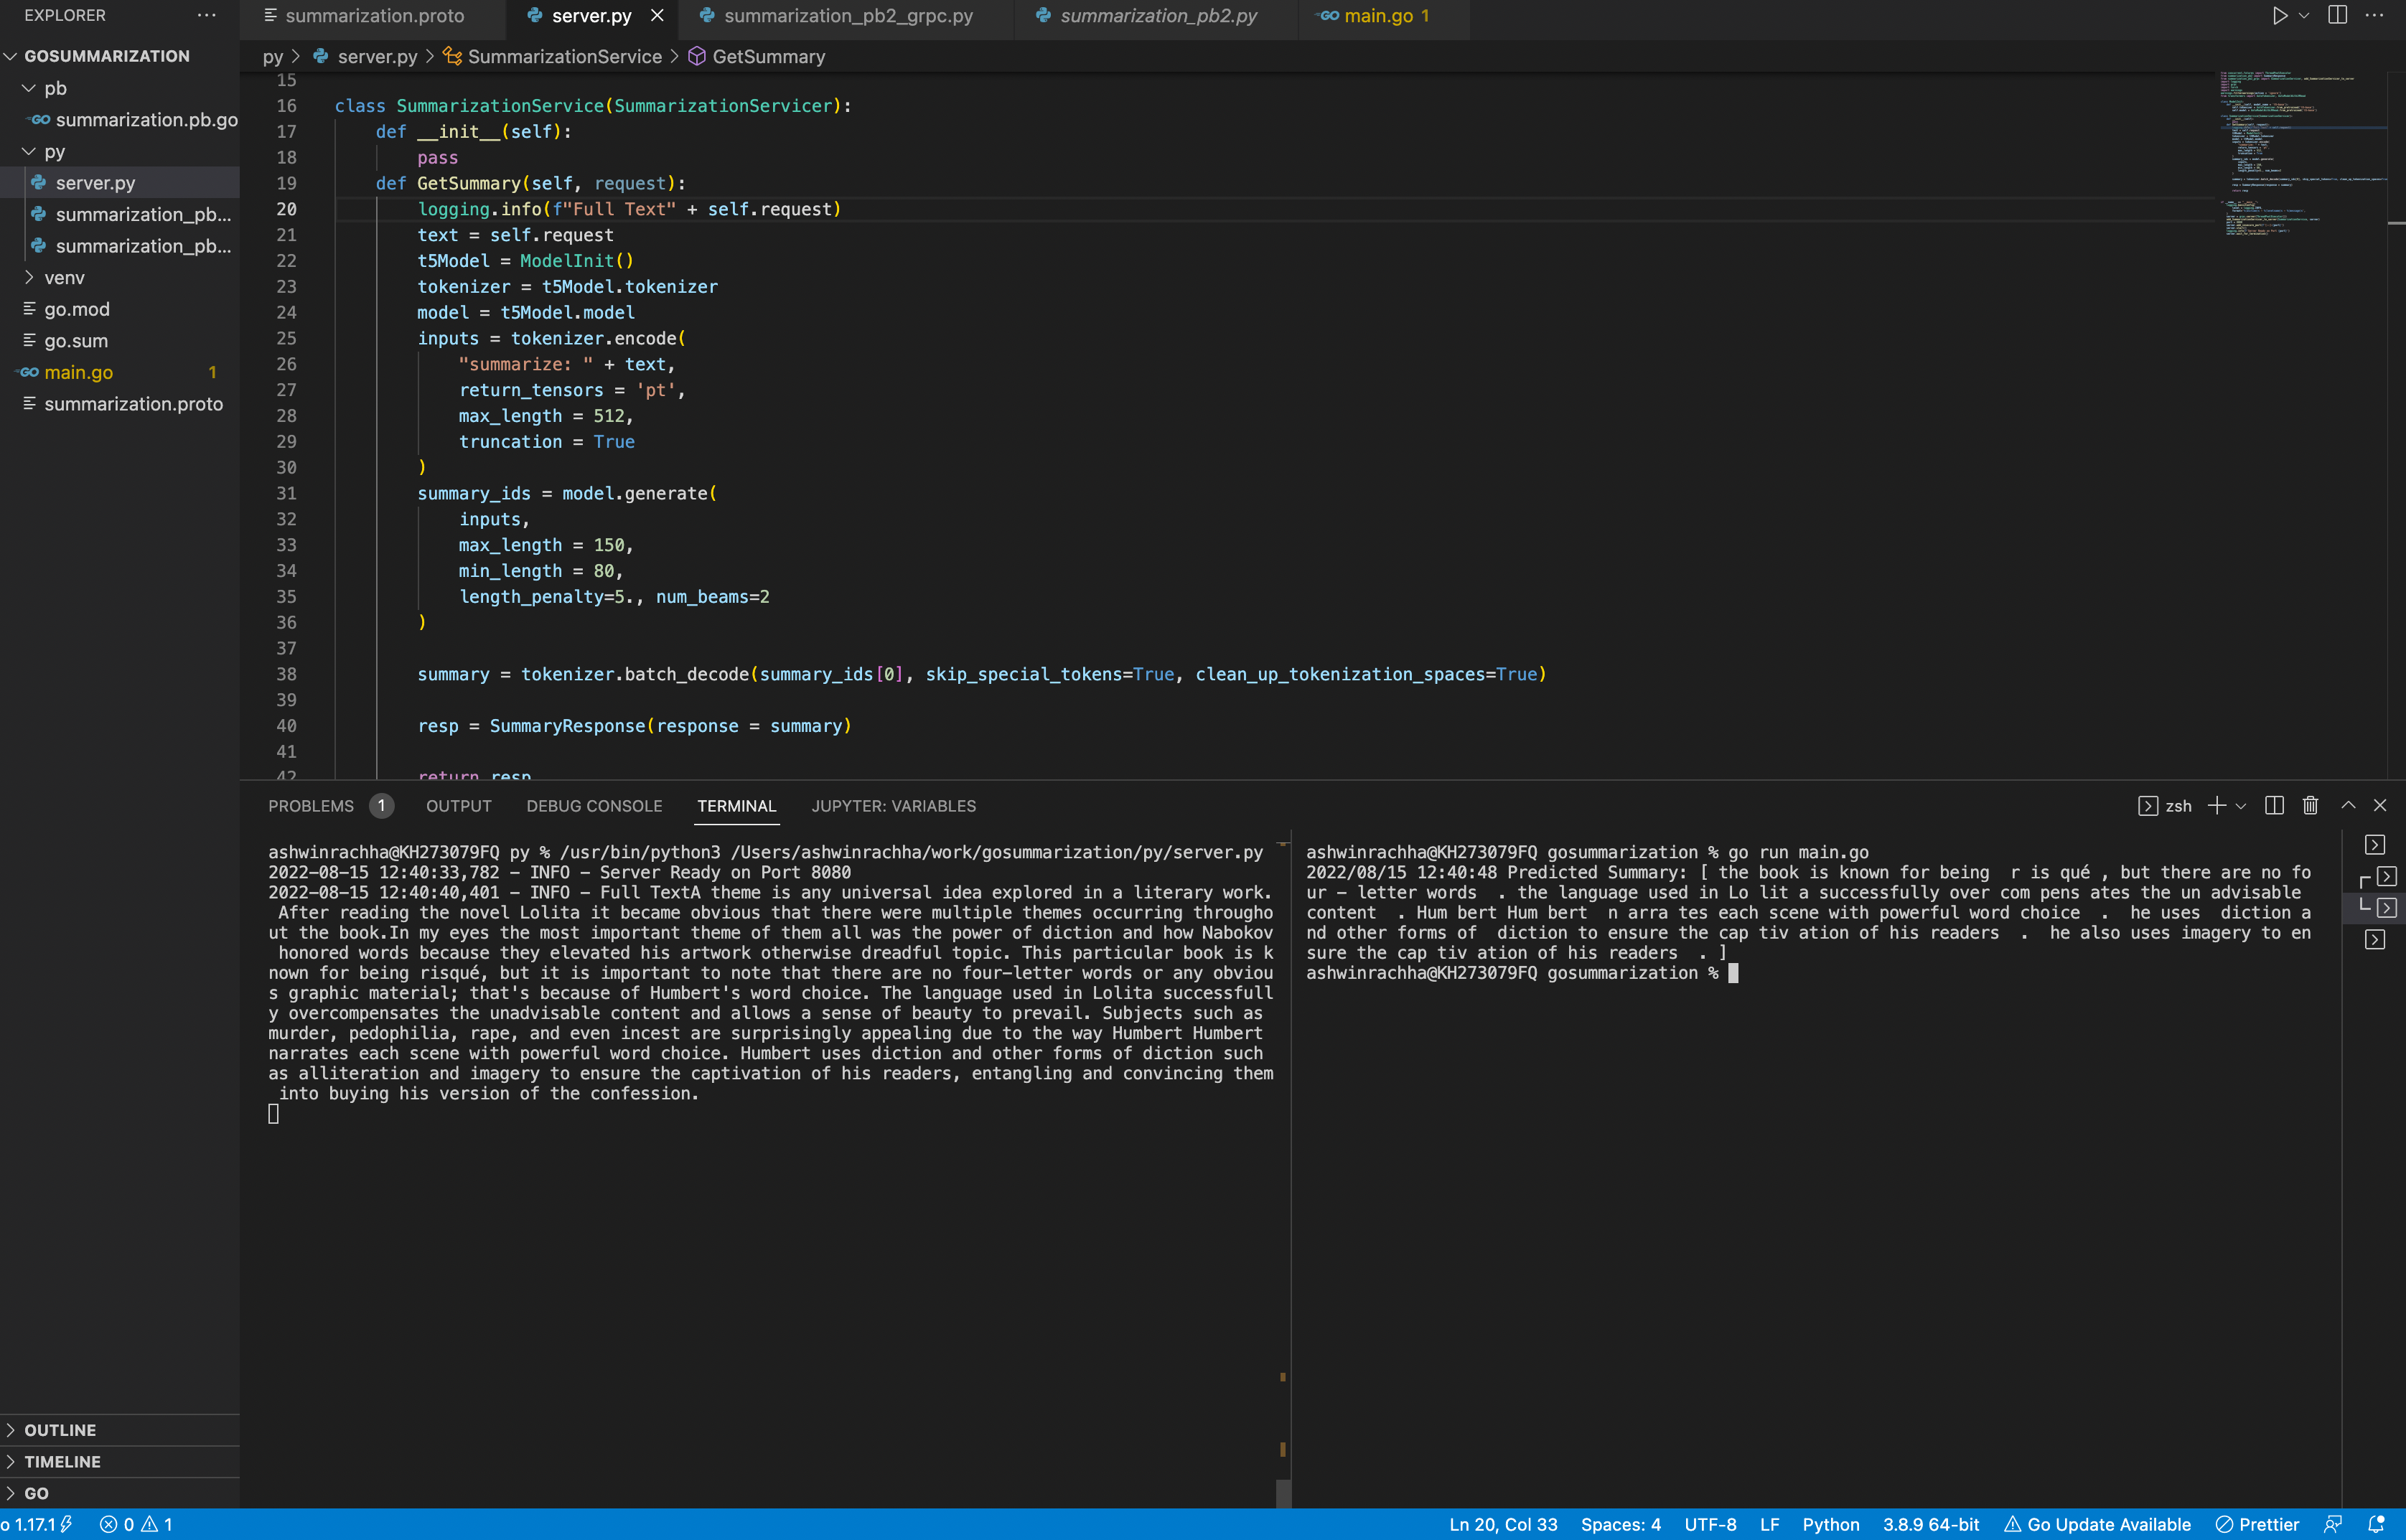 EXPLORER
summarization.proto
server.py
summarization_pb2_grpc.py
summarization_pb2.py
main.go 1
GOSUMMARIZATION
pb
summarization.pb.go
py
server.py
summarization_pb...
summarization_pb...
venv
go.mod
go.sum
main.go 1
summarization.proto
OUTLINE
TIMELINE
GO
py > server.py > SummarizationService > GetSummary
15
16 class SummarizationService(SummarizationServicer):
17 def __init__(self):
18 pass
19 def GetSummary(self, request):
20 logging.info(f"Full Text" + self.request)
21 text = self.request
22 t5Model = ModelInit()
23 tokenizer = t5Model.tokenizer
24 model = t5Model.model
25 inputs = tokenizer.encode(
26 "summarize: " + text,
27 return_tensors = 'pt',
28 max_length = 512,
29 truncation = True
30 )
31 summary_ids = model.generate(
32 inputs,
33 max_length = 150,
34 min_length = 80,
35 length_penalty=5., num_beams=2
36 )
37
38 summary = tokenizer.batch_decode(summary_ids[0], skip_special_tokens=True, clean_up_tokenization_spaces=True)
39
40 resp = SummaryResponse(response = summary)
41
42 return resp
PROBLEMS 1 OUTPUT DEBUG CONSOLE TERMINAL JUPYTER: VARIABLES
zsh
ashwinrachha@KH273079FQ py % /usr/bin/python3 /Users/ashwinrachha/work/gosummarization/py/server.py
2022-08-15 12:40:33,782 - INFO - Server Ready on Port 8080
2022-08-15 12:40:40,401 - INFO - Full TextA theme is any universal idea explored in a literary work.
After reading the novel Lolita it became obvious that there were multiple themes occurring througho
ut the book.In my eyes the most important theme of them all was the power of diction and how Nabokov
honored words because they elevated his artwork otherwise dreadful topic. This particular book is k
nown for being risqué, but it is important to note that there are no four-letter words or any obviou
s graphic material; that's because of Humbert's word choice. The language used in Lolita successfull
y overcompensates the unadvisable content and allows a sense of beauty to prevail. Subjects such as
murder, pedophilia, rape, and even incest are surprisingly appealing due to the way Humbert Humbert
narrates each scene with powerful word choice. Humbert uses diction and other forms of diction such
as alliteration and imagery to ensure the captivation of his readers, entangling and convincing them
into buying his version of the confession.
ashwinrachha@KH273079FQ gosummarization % go run main.go
2022/08/15 12:40:48 Predicted Summary: [ the book is known for being  r is qué , but there are no fo
ur - letter words  . the language used in Lo lit a successfully over com pens ates the un advisable
content  . Hum bert Hum bert  n arra tes each scene with powerful word choice  .  he uses  diction a
nd other forms of  diction to ensure the cap tiv ation of his readers  .  he also uses imagery to en
sure the cap tiv ation of his readers  . ]
ashwinrachha@KH273079FQ gosummarization %
o 1.17.1 0 1 Ln 20, Col 33 Spaces: 4 UTF-8 LF Python 3.8.9 64-bit Go Update Available Prettier